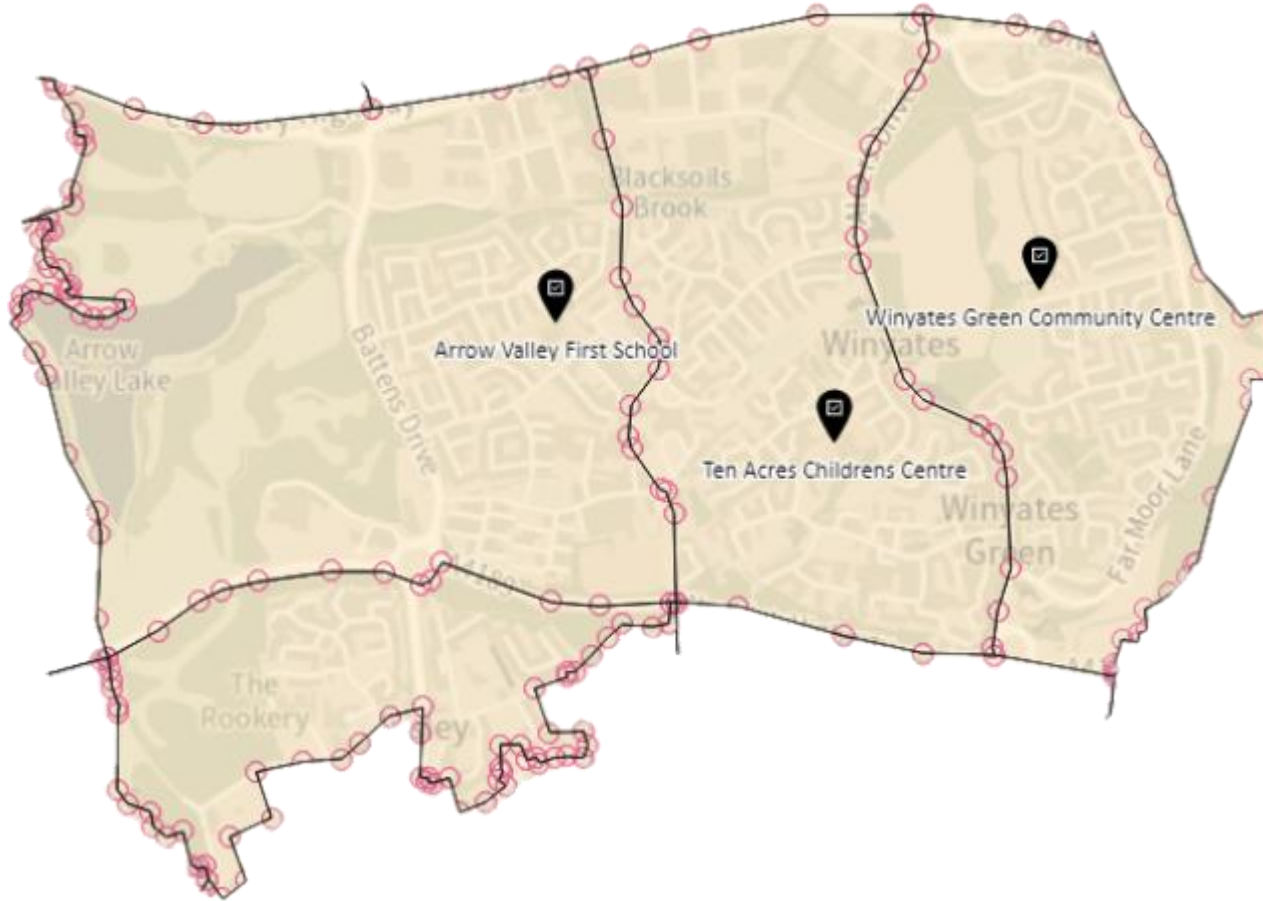 Blacksoils
Brook
Winyates Green Community Centre
Winyates
Arrow Valley First School
Arrow
Battens Drive
Lake
Ten Acres Childrens Centre
Winyates
Green
Far Moor Lane
The
Rookery